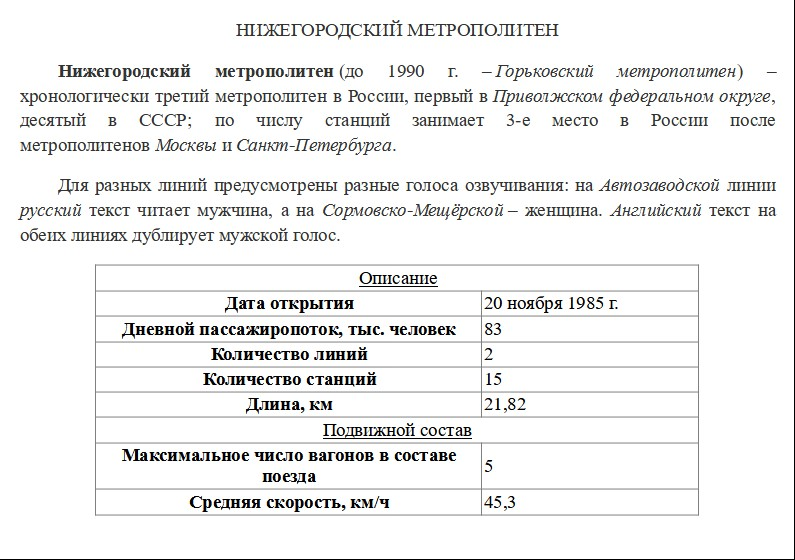 НИЖЕГОРОДСКИЙ МЕТРОПОЛИТЕН
Нижегородский метрополитен (до 1990 г. – Горьковский метрополитен) –
хронологически третий метрополитен в России, первый в Приволжском федеральном округе,
десятый в СССР; по числу станций занимает 3-е место в России после
метрополитенов Москвы и Санкт-Петербурга.
Для разных линий предусмотрены разные голоса озвучивания: на Автозаводской линии
русский текст читает мужчина, а на Сормовско-Мещёрской – женщина. Английский текст на
обеих линиях дублирует мужской голос.
Описание
Дата открытия 20 ноября 1985 г.
Дневной пассажиропоток, тыс. человек 83
Количество линий 2
Количество станций 15
Длина, км 21,82
Подвижной состав
Максимальное число вагонов в составе
поезда 5
Средняя скорость, км/ч 45,3